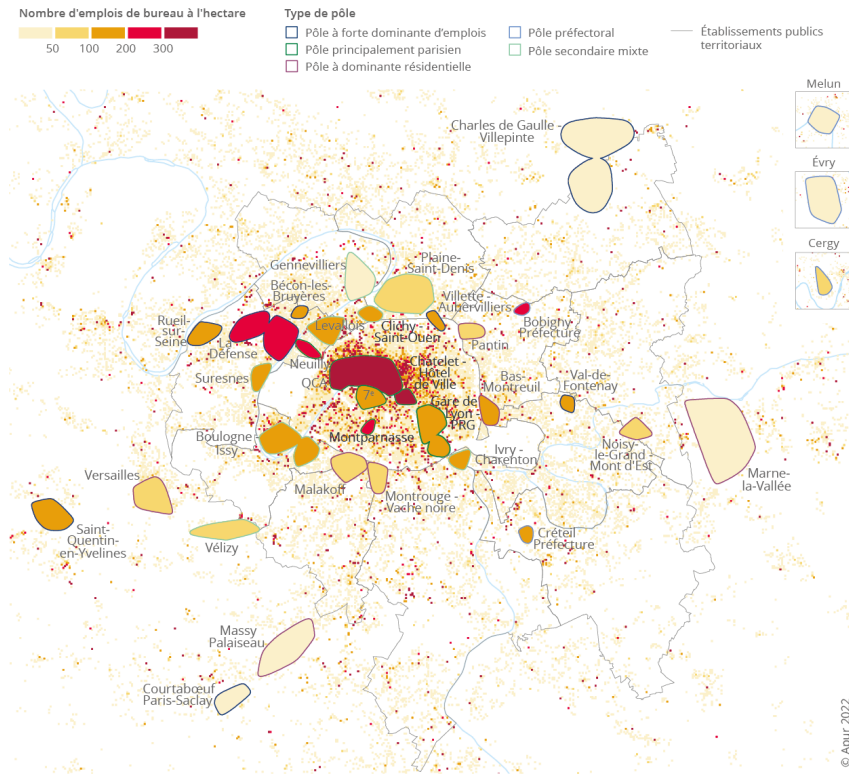 Nombre d'emplois de bureau à l'hectare
50 100 200 300
Type de pôle
Pôle à forte dominante d'emplois
Pôle principalement parisien
Pôle à dominante résidentielle
Pôle préfectoral
Pôle secondaire mixte
Établissements publics
territoriaux
Melun
Évry
Cergy
Charles de Gaulle -
Villepinte
Gennevilliers
Plaine-
Saint-Denis
Bécon-les-
Bruyères
Villette -
Aubervilliers
Rueil-
sur-
Seine
La
Défense
Levallois
Clichy
Saint-Ouen
Bobigny
Préfecture
Pantin
Neuilly
Suresnes
QCA
Chatelet -
Hôtel
de Ville
7e
Bas-
Montreuil
Val-de-
Fontenay
Gare de
Lyon
PRG
Montparnasse
Boulogne
Issy
Ivry -
Charenton
Noisy-
le-Grand -
Mont d'Est
Marne-
la-Vallée
Versailles
Malakoff
Montrouge -
Vache noire
Saint-
Quentin-
en-Yvelines
Vélizy
Créteil
Préfecture
Massy
Palaiseau
Courtabœuf
Paris-Saclay
© Apur 2022